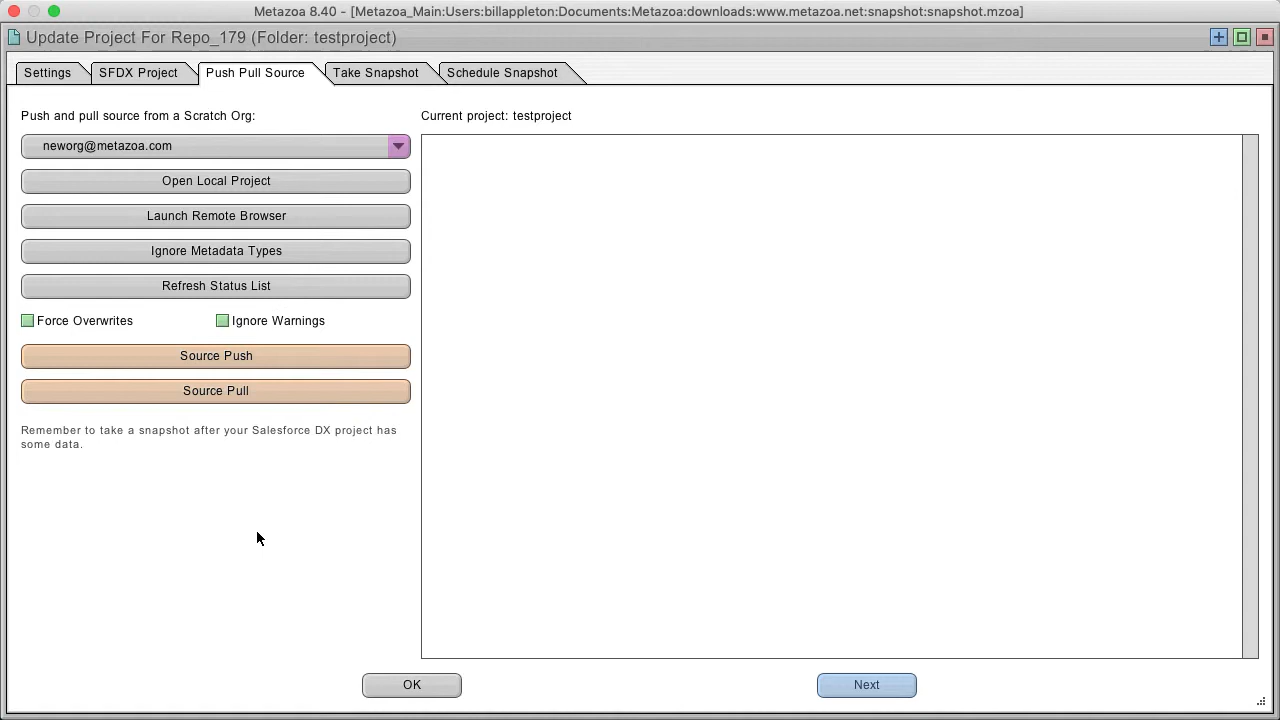 Metazoa 8.40 - [Metazoa_Main:Users:billappleton:Documents:Metazoa:downloads:www.metazoa.net:snapshot:snapshot.mzoa]
Update Project For Repo_179 (Folder: testproject)
Settings
SFDX Project
Push Pull Source
Take Snapshot
Schedule Snapshot
Push and pull source from a Scratch Org:
Current project: testproject
neworg@metazoa.com
Open Local Project
Launch Remote Browser
Ignore Metadata Types
Refresh Status List
Force Overwrites
Ignore Warnings
Source Push
Source Pull
Remember to take a snapshot after your Salesforce DX project has
some data.
OK
Next